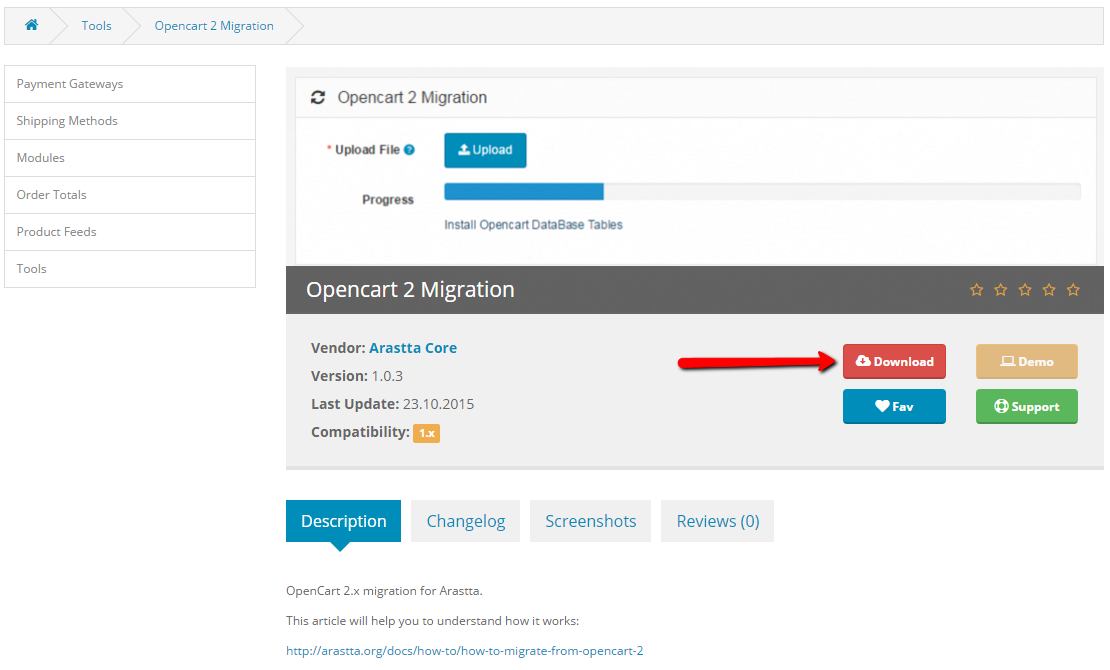 Tools
Opencart 2 Migration
Payment Gateways
Shipping Methods
Modules
Order Totals
Product Feeds
Tools
Opencart 2 Migration
* Upload File
Upload
Progress
Install Opencart DataBase Tables
Opencart 2 Migration
Vendor: Arastta Core
Version: 1.0.3
Last Update: 23.10.2015
Compatibility: 1.x
Download
Demo
Fav
Support
Description
Changelog
Screenshots
Reviews (0)
OpenCart 2.x migration for Arastta.
This article will help you to understand how it works:
http://arastta.org/docs/how-to/how-to-migrate-from-opencart-2